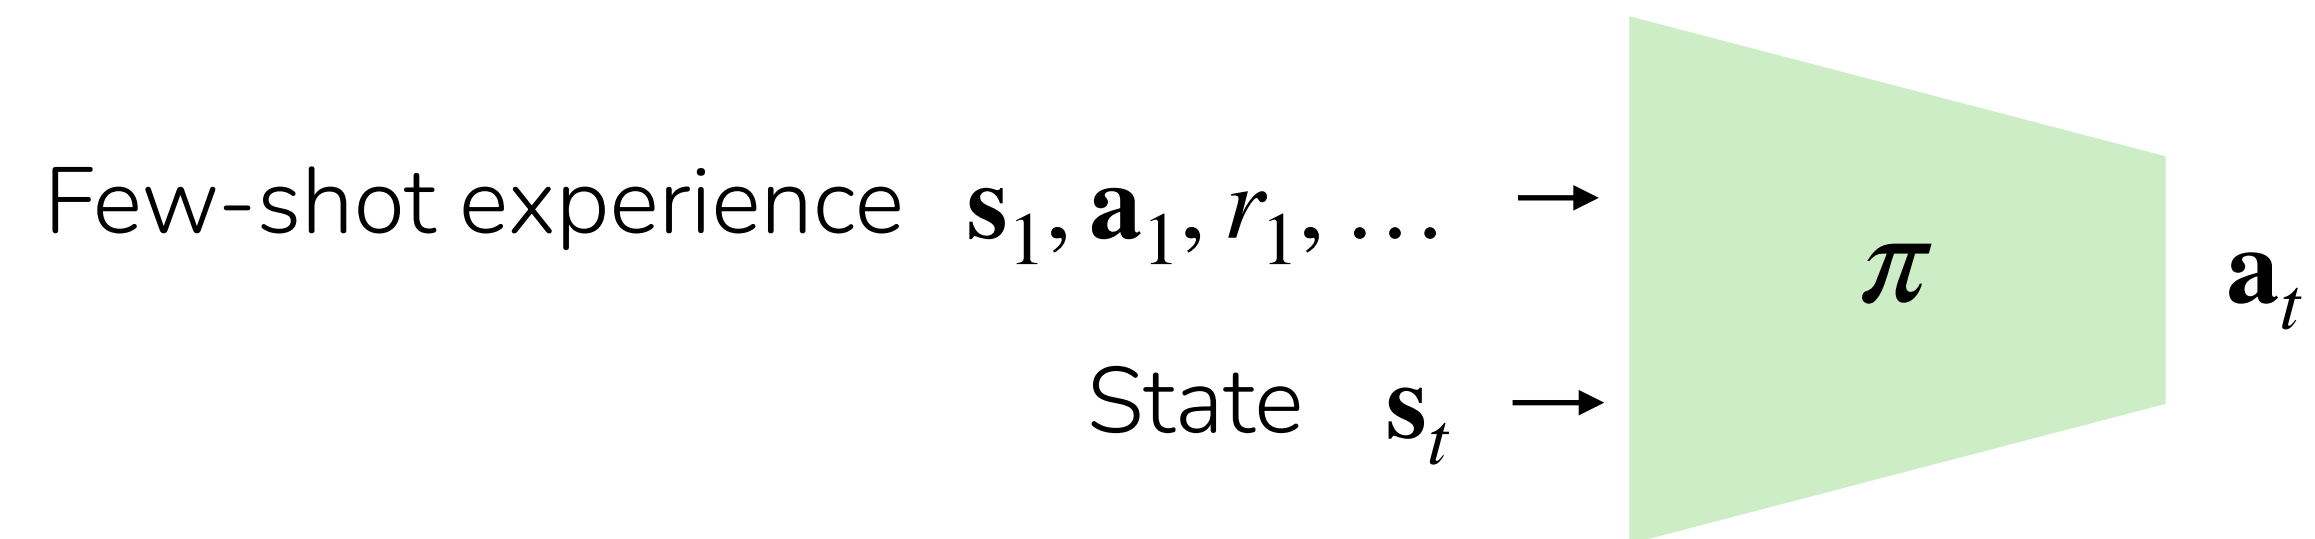 Few-shot experience s₁, a₁, r₁, …
π
aₜ
State sₜ